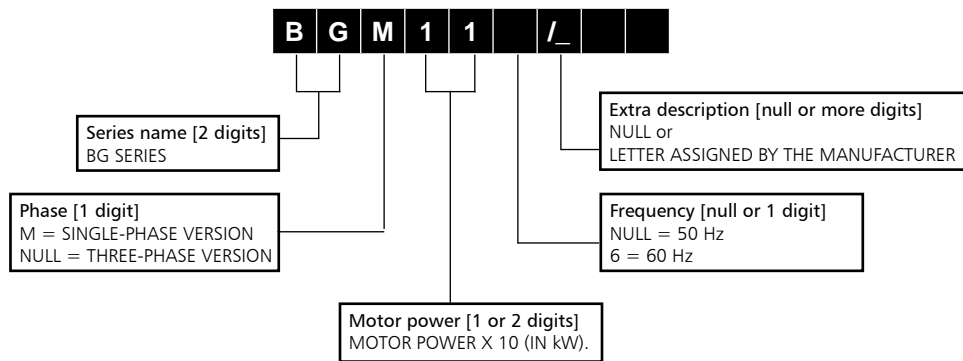 B G M 1 1 /_
Series name [2 digits]
BG SERIES
Extra description [null or more digits]
NULL or
LETTER ASSIGNED BY THE MANUFACTURER
Phase [1 digit]
M = SINGLE-PHASE VERSION
NULL = THREE-PHASE VERSION
Frequency [null or 1 digit]
NULL = 50 Hz
6 = 60 Hz
Motor power [1 or 2 digits]
MOTOR POWER X 10 (IN kW).